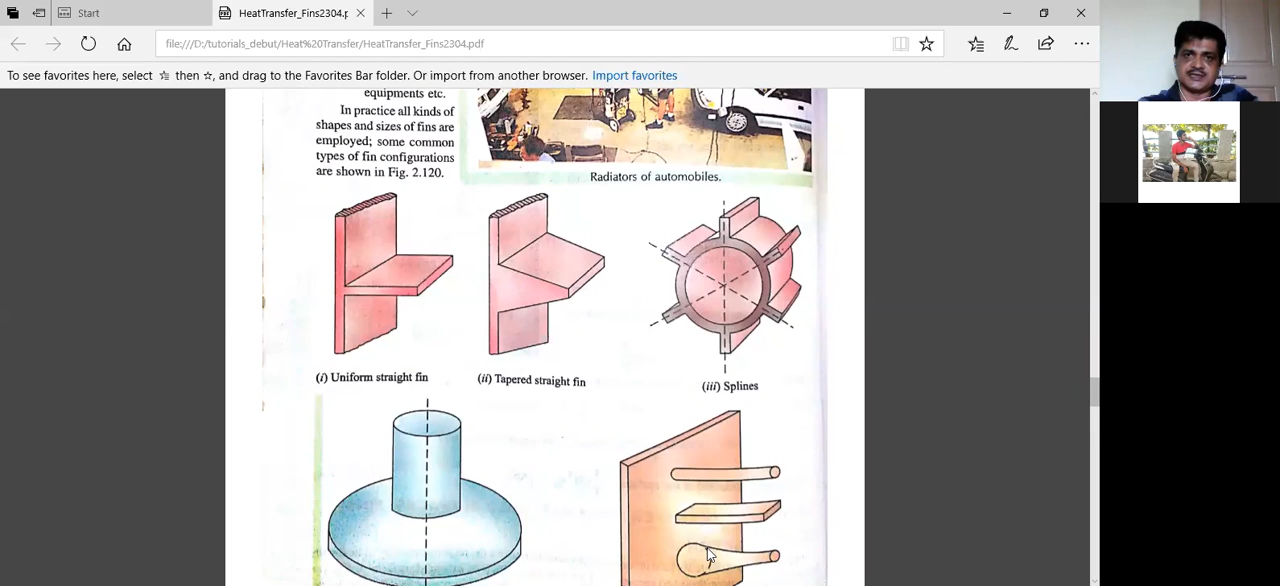 Start
HeatTransfer_Fins2304.p
file:///D:/tutorials_debut/Heat%20Transfer/HeatTransfer_Fins2304.pdf
To see favorites here, select ☆ then ☆, and drag to the Favorites Bar folder. Or import from another browser. Import favorites
equipments etc.
In practice all kinds of
shapes and sizes of fins are
employed; some common
types of fin configurations
are shown in Fig. 2.120.
Radiators of automobiles.
(i) Uniform straight fin
(ii) Tapered straight fin
(iii) Splines